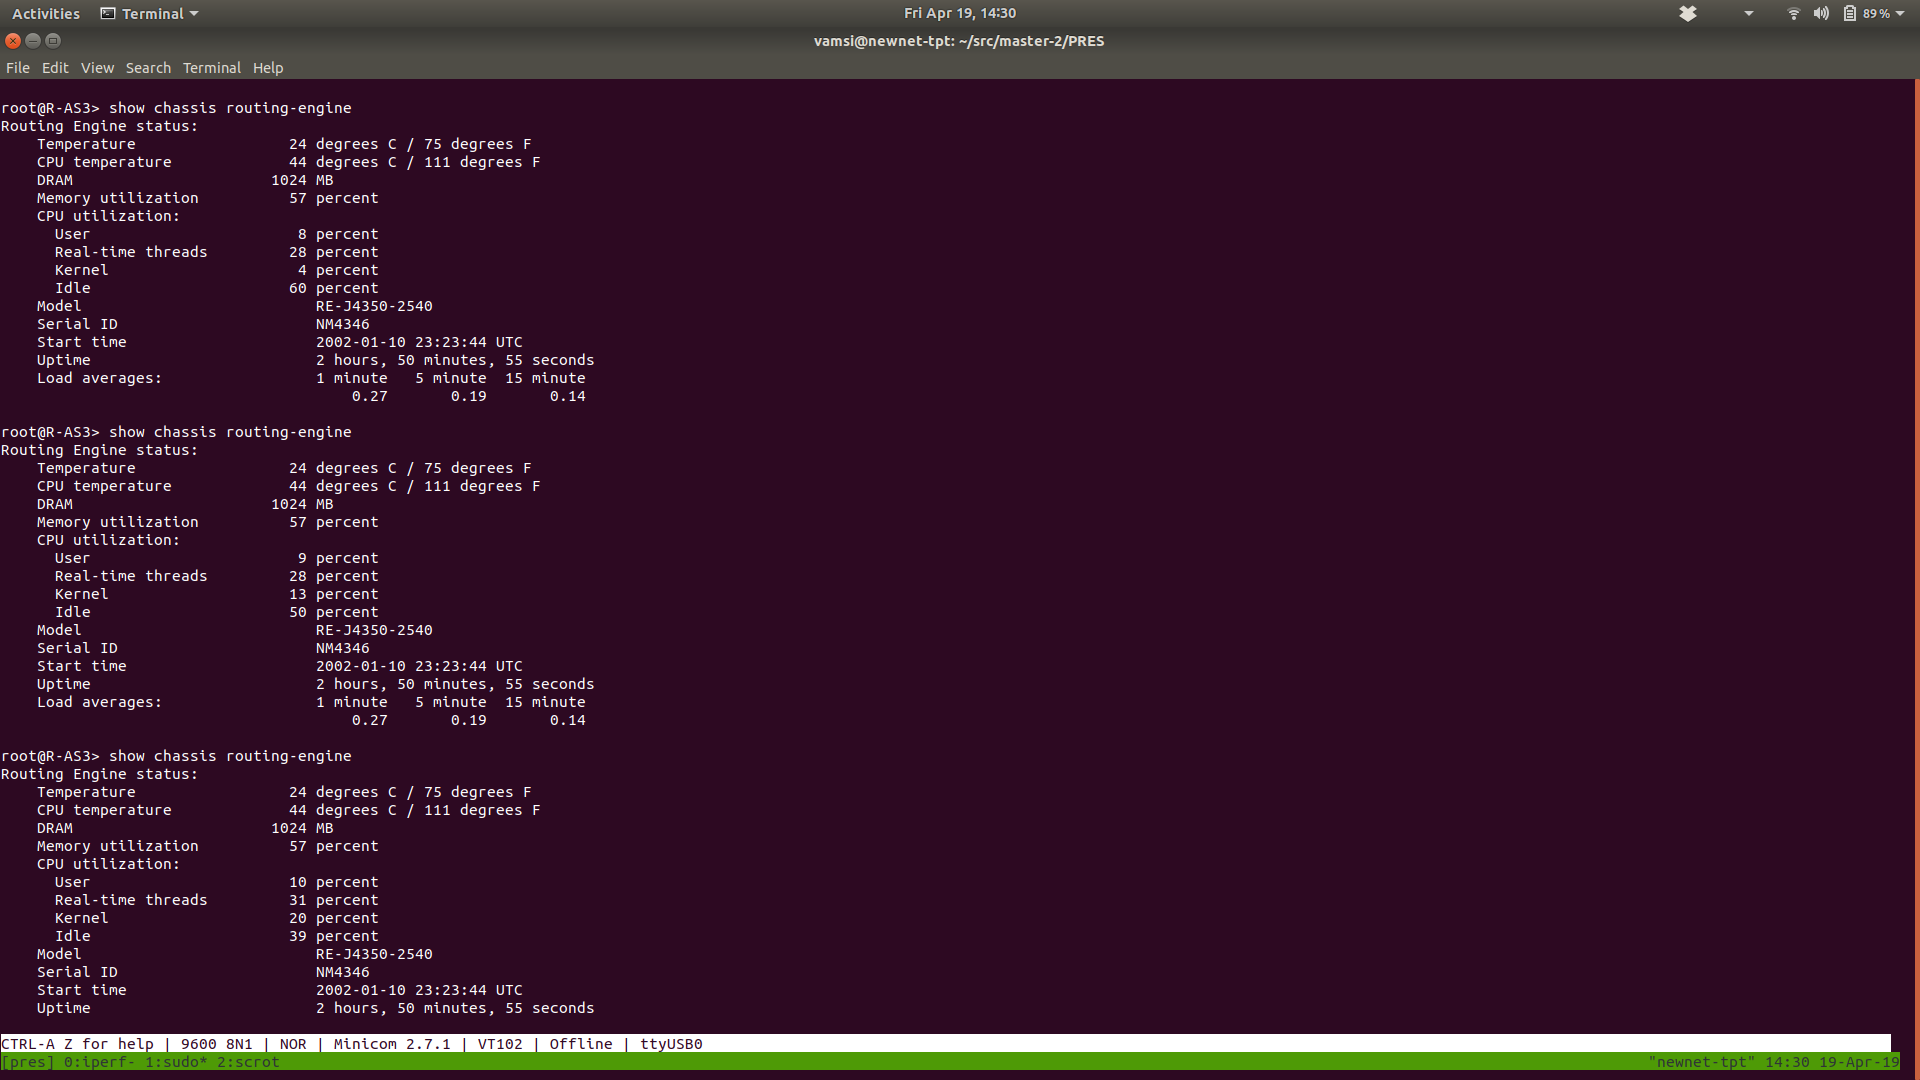 Activities Terminal Fri Apr 19, 14:30 89 %
vamsi@newnet-tpt: ~/src/master-2/PRES
File Edit View Search Terminal Help
root@R-AS3> show chassis routing-engine
Routing Engine status:
    Temperature                 24 degrees C / 75 degrees F
    CPU temperature             44 degrees C / 111 degrees F
    DRAM                      1024 MB
    Memory utilization          57 percent
    CPU utilization:
      User                       8 percent
      Real-time threads         28 percent
      Kernel                     4 percent
      Idle                      60 percent
    Model                          RE-J4350-2540
    Serial ID                      NM4346
    Start time                     2002-01-10 23:23:44 UTC
    Uptime                         2 hours, 50 minutes, 55 seconds
    Load averages:                 1 minute   5 minute  15 minute
                                       0.27       0.19       0.14
root@R-AS3> show chassis routing-engine
Routing Engine status:
    Temperature                 24 degrees C / 75 degrees F
    CPU temperature             44 degrees C / 111 degrees F
    DRAM                      1024 MB
    Memory utilization          57 percent
    CPU utilization:
      User                       9 percent
      Real-time threads         28 percent
      Kernel                    13 percent
      Idle                      50 percent
    Model                          RE-J4350-2540
    Serial ID                      NM4346
    Start time                     2002-01-10 23:23:44 UTC
    Uptime                         2 hours, 50 minutes, 55 seconds
    Load averages:                 1 minute   5 minute  15 minute
                                       0.27       0.19       0.14
root@R-AS3> show chassis routing-engine
Routing Engine status:
    Temperature                 24 degrees C / 75 degrees F
    CPU temperature             44 degrees C / 111 degrees F
    DRAM                      1024 MB
    Memory utilization          57 percent
    CPU utilization:
      User                      10 percent
      Real-time threads         31 percent
      Kernel                    20 percent
      Idle                      39 percent
    Model                          RE-J4350-2540
    Serial ID                      NM4346
    Start time                     2002-01-10 23:23:44 UTC
    Uptime                         2 hours, 50 minutes, 55 seconds
CTRL-A Z for help | 9600 8N1 | NOR | Minicom 2.7.1 | VT102 | Offline | ttyUSB0
[pres] 0:iperf- 1:sudo* 2:scrot "newnet-tpt" 14:30 19-Apr-19